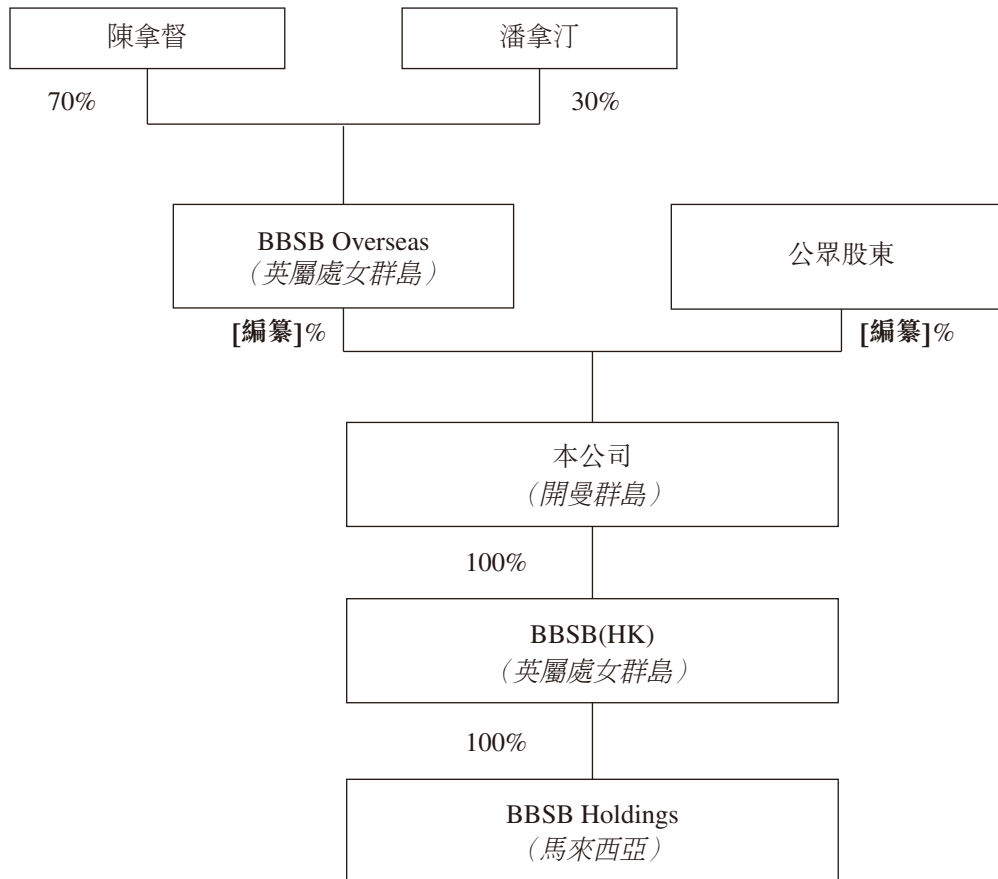 陳拿督
潘拿汀
70%
30%
BBSB Overseas
（英屬處女群島）
公眾股東
[編纂]%
[編纂]%
本公司
（開曼群島）
100%
BBSB(HK)
（英屬處女群島）
100%
BBSB Holdings
（馬來西亞）